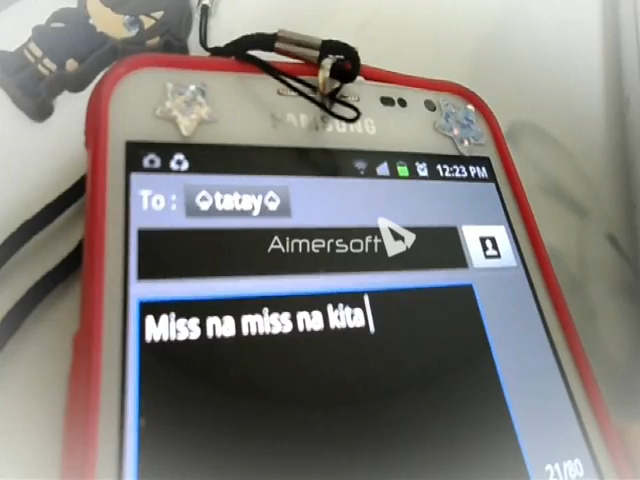 SAMSUNG
12:23 PM
To : ♤tatay♤
Aimersoft
Miss na miss na kita
21/80